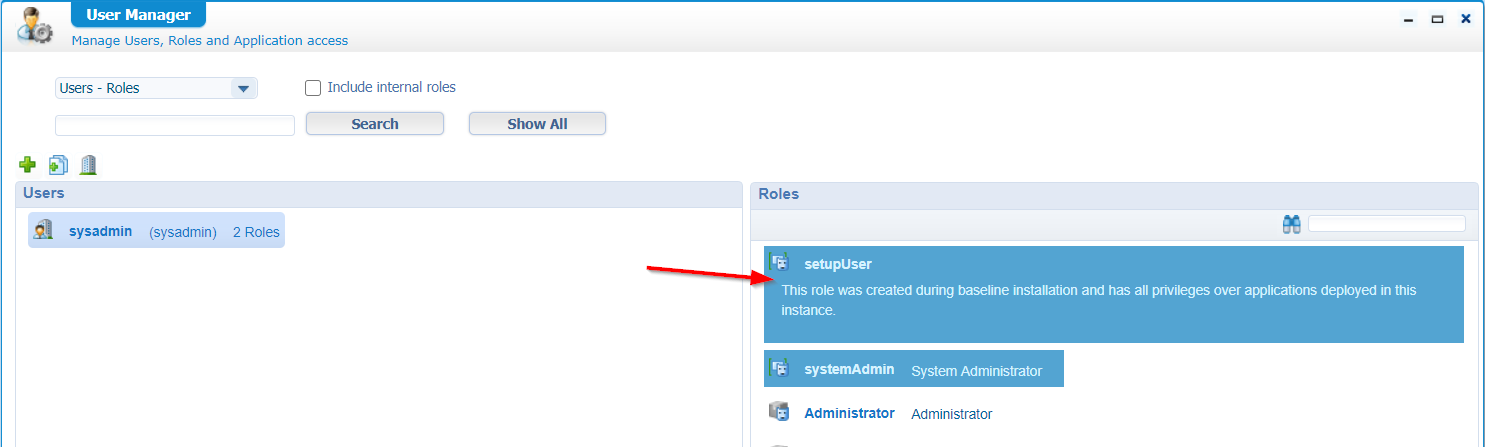 User Manager
Manage Users, Roles and Application access
Users - Roles
Include internal roles
Search
Show All
Users
Roles
sysadmin (sysadmin) 2 Roles
setupUser
This role was created during baseline installation and has all privileges over applications deployed in this
instance.
systemAdmin System Administrator
Administrator Administrator